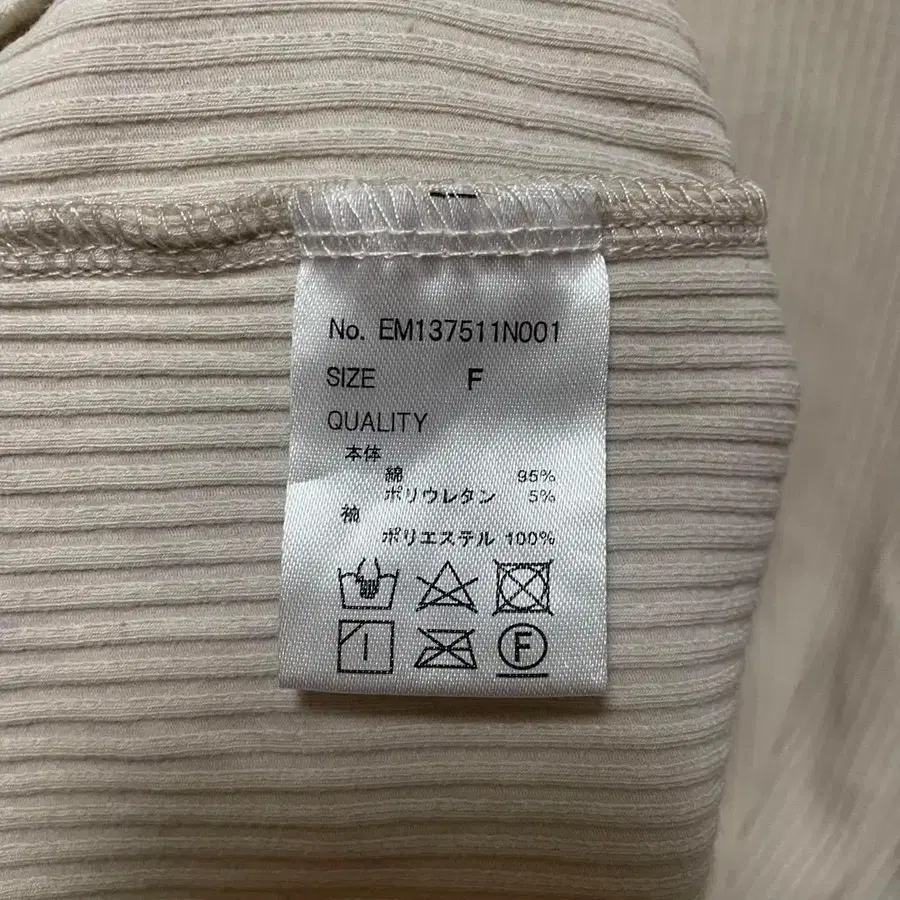 No. EM137511N001
SIZE F
QUALITY
本体
綿 95%
ポリウレタン 5%
袖
ポリエステル 100%
F